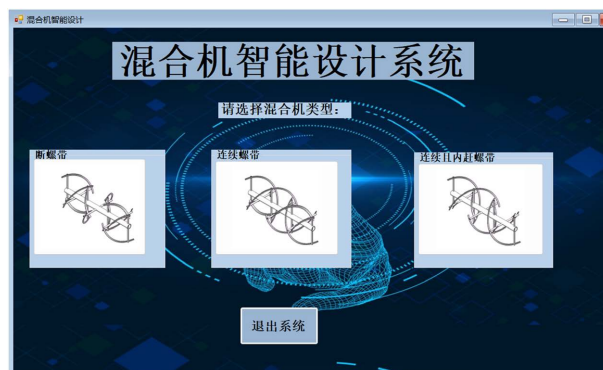 混合机智能设计
混合机智能设计系统
请选择混合机类型：
断螺带
连续螺带
连续且内赶螺带
退出系统